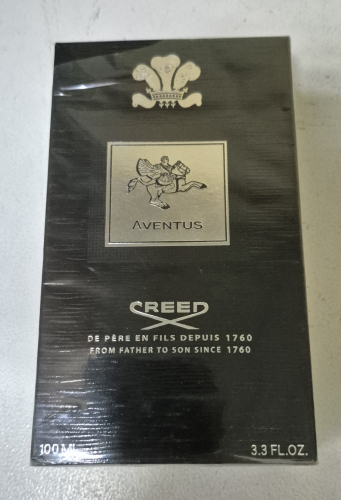 AVENTUS
CREED
DE PÈRE EN FILS DEPUIS 1760
FROM FATHER TO SON SINCE 1760
100 ML
3.3 FL.OZ.